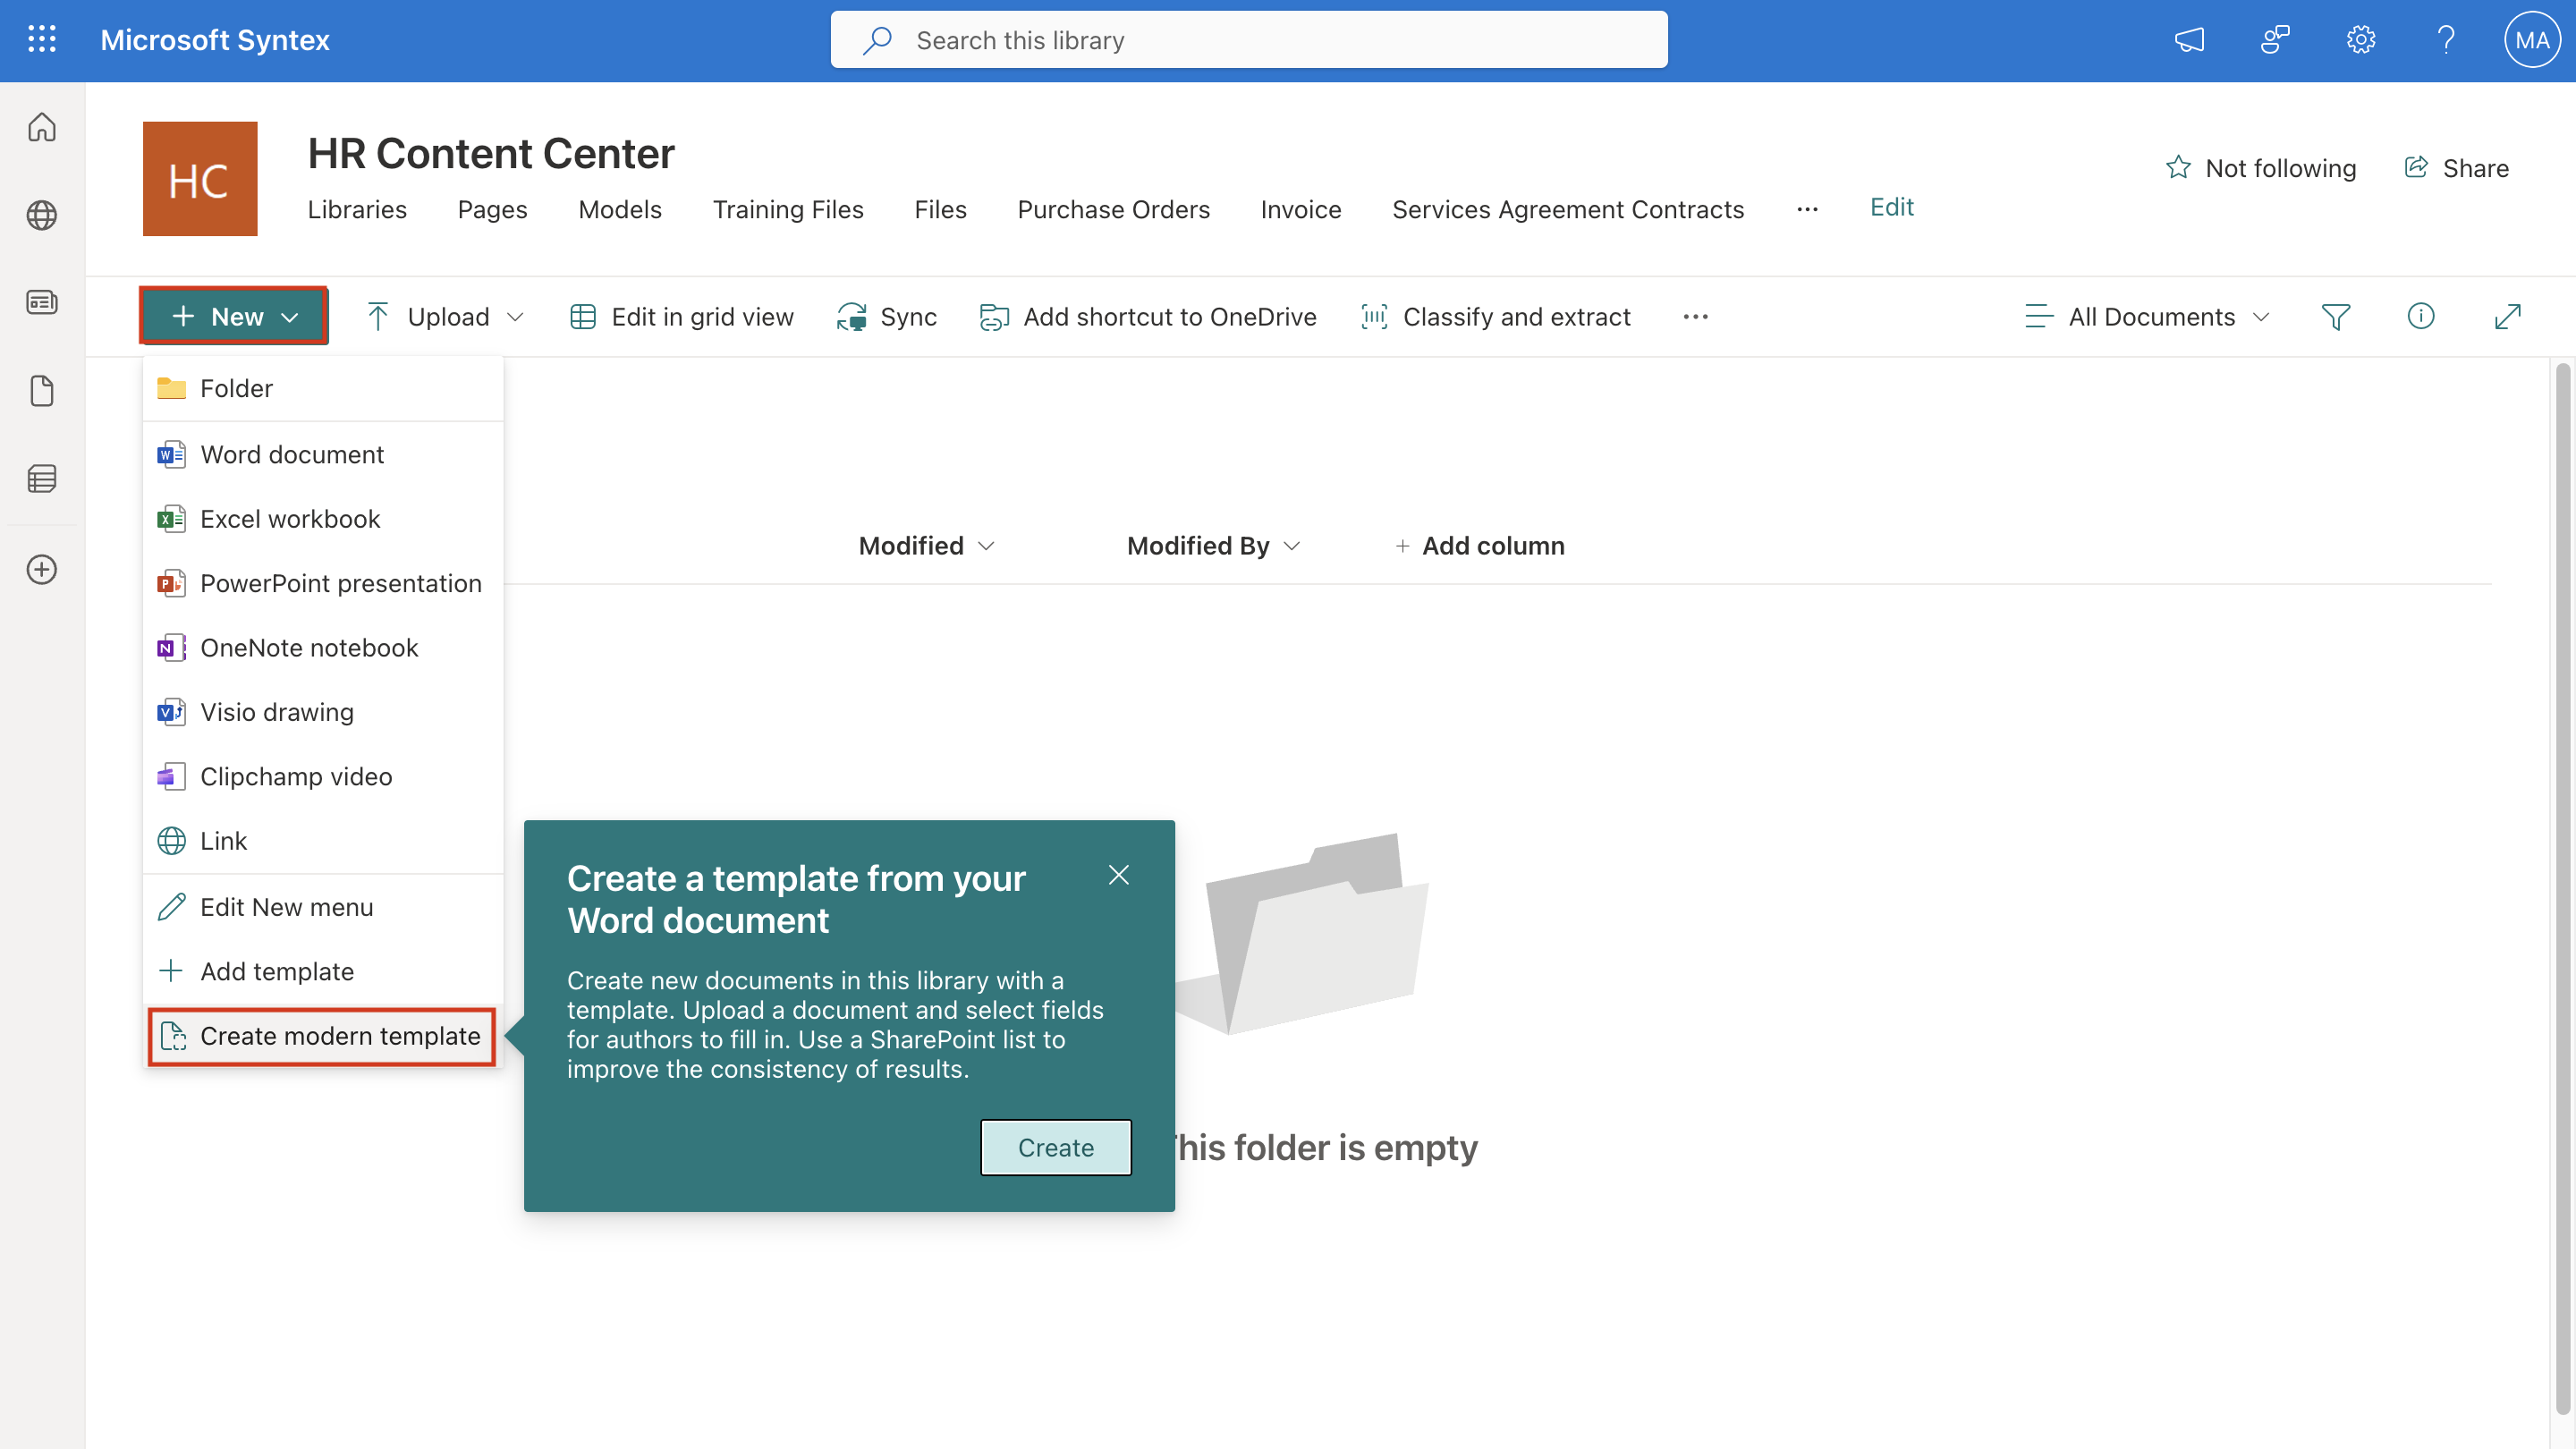 Microsoft Syntex
Search this library
MA
HC
HR Content Center
Libraries Pages Models Training Files Files Purchase Orders Invoice Services Agreement Contracts ... Edit
Not following Share
+ New Upload Edit in grid view Sync Add shortcut to OneDrive Classify and extract ... All Documents
Folder
Word document
Excel workbook
PowerPoint presentation
OneNote notebook
Visio drawing
Clipchamp video
Link
Edit New menu
+ Add template
Create modern template
Modified Modified By + Add column
Create a template from your
Word document
Create new documents in this library with a
template. Upload a document and select fields
for authors to fill in. Use a SharePoint list to
improve the consistency of results.
Create
his folder is empty